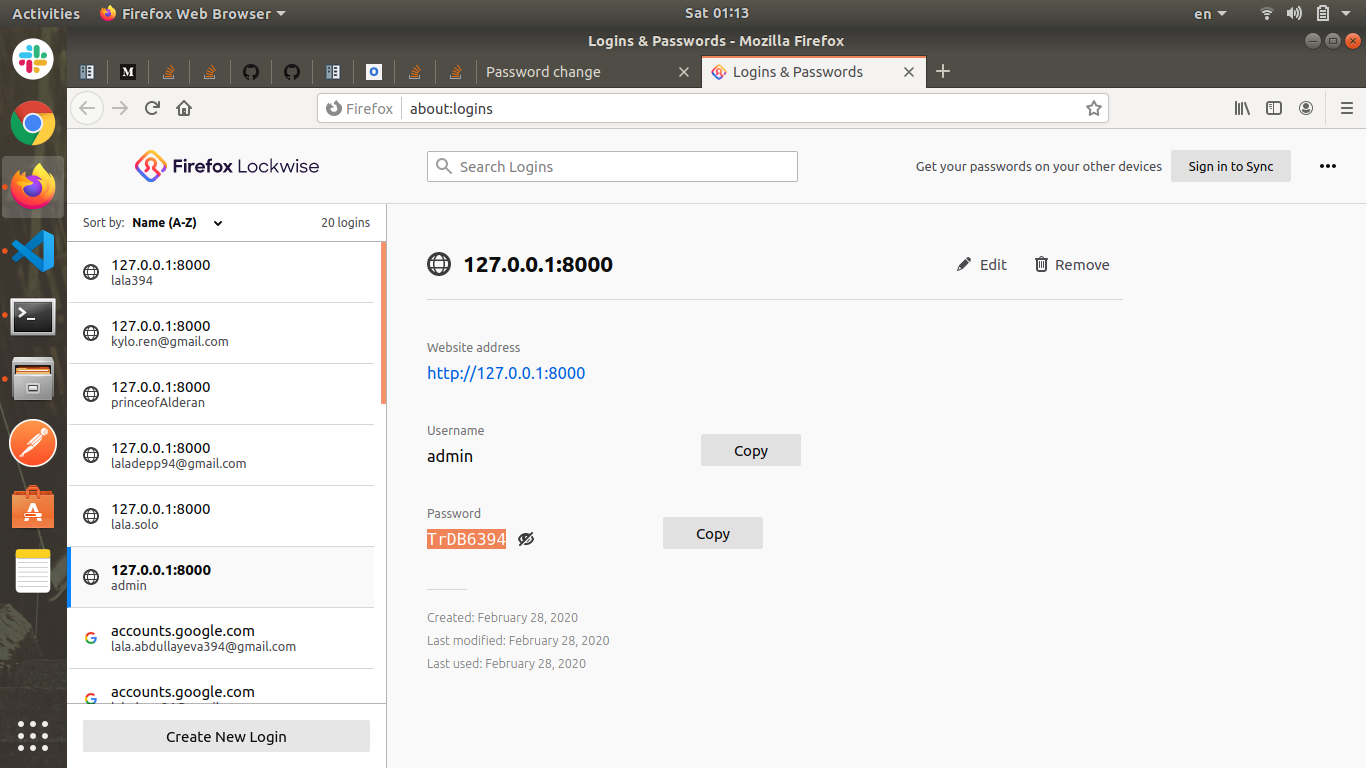 Activities Firefox Web Browser Sat 01:13 en
Logins & Passwords - Mozilla Firefox
Password change Logins & Passwords
Firefox about:logins
Firefox Lockwise Search Logins Get your passwords on your other devices Sign in to Sync
Sort by: Name (A-Z) 20 logins
127.0.0.1:8000
lala394
127.0.0.1:8000
kylo.ren@gmail.com
127.0.0.1:8000
princeofAlderan
127.0.0.1:8000
laladepp94@gmail.com
127.0.0.1:8000
lala.solo
127.0.0.1:8000
admin
accounts.google.com
lala.abdullayeva394@gmail.com
accounts.google.com
Create New Login
127.0.0.1:8000 Edit Remove
Website address
http://127.0.0.1:8000
Username
admin Copy
Password
TrDB6394 Copy
Created: February 28, 2020
Last modified: February 28, 2020
Last used: February 28, 2020